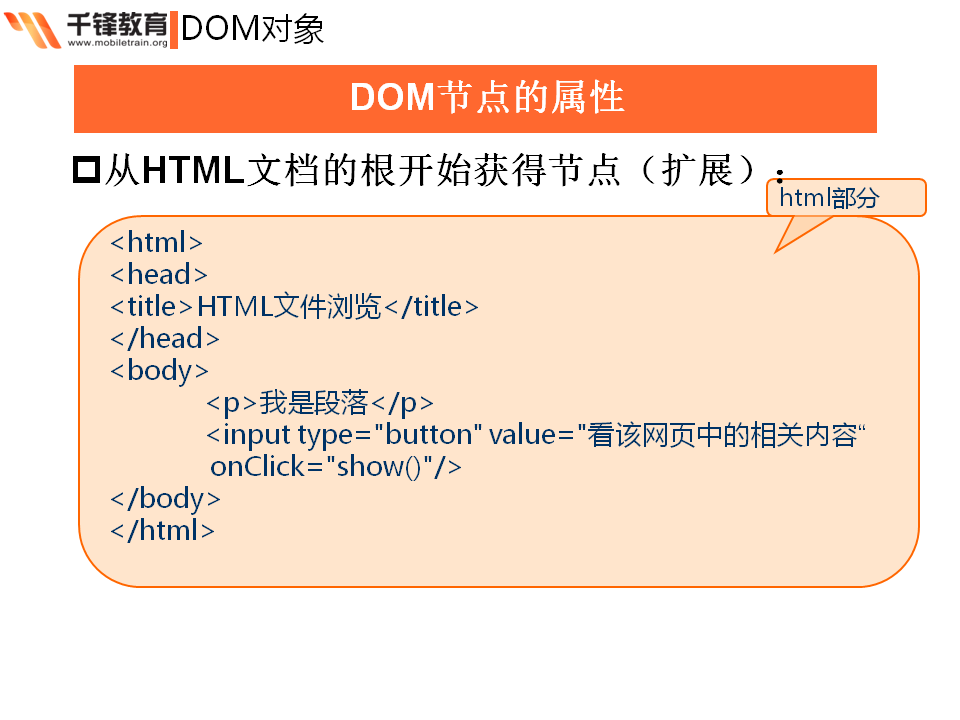 千锋教育
www.mobiletrain.org
DOM对象
DOM节点的属性
从HTML文档的根开始获得节点（扩展）：
html部分
<html>
<head>
<title>HTML文件浏览</title>
</head>
<body>
<p>我是段落</p>
<input type="button" value="看该网页中的相关内容“
onClick="show()"/>
</body>
</html>